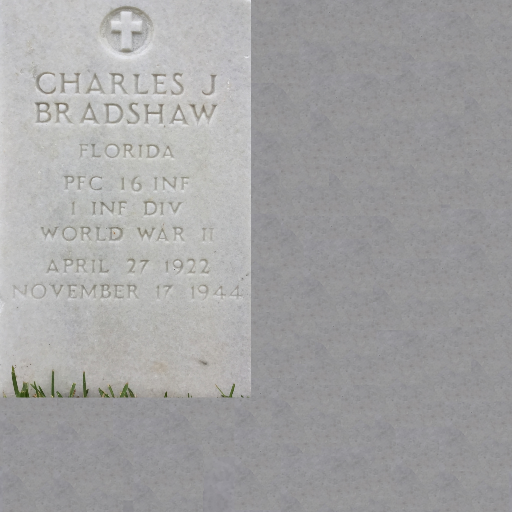 CHARLES J
BRADSHAW
FLORIDA
PFC 16 INF
1 INF DIV
WORLD WAR II
APRIL 27 1922
NOVEMBER 17 1944